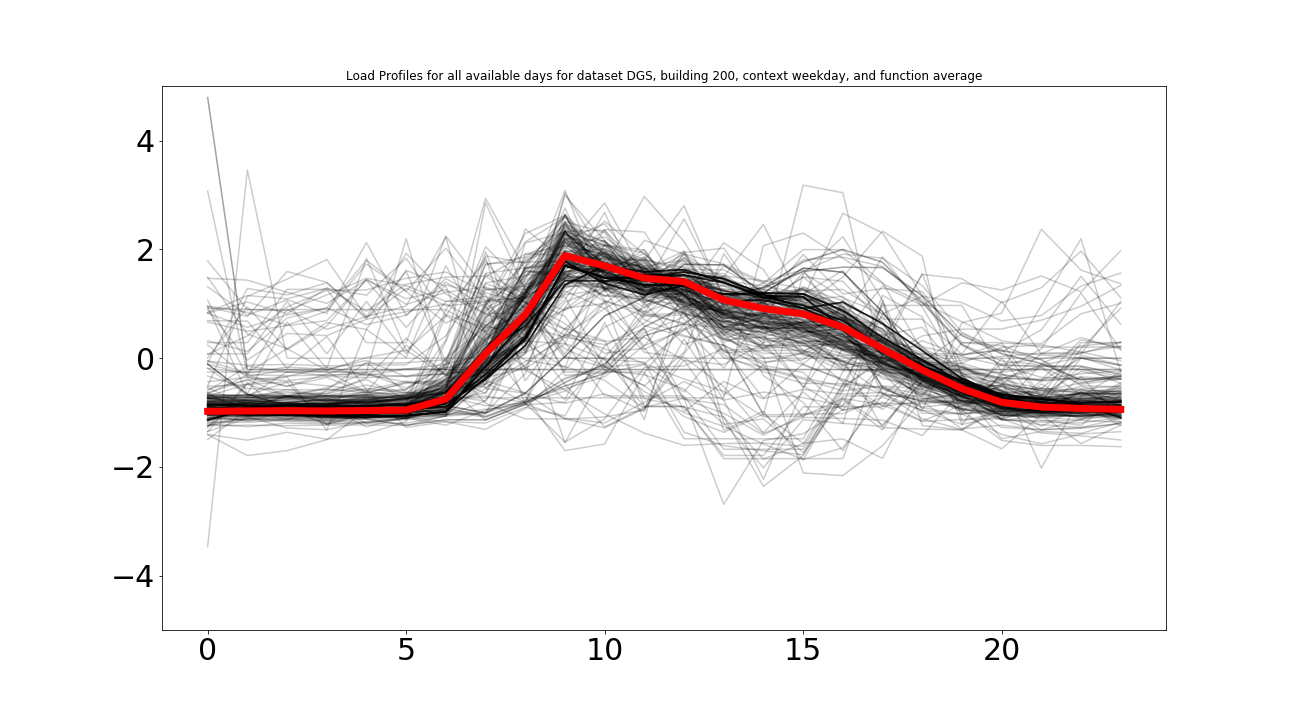 Load Profiles for all available days for dataset DGS, building 200, context weekday, and function average
4
2
0
−2
−4
0 5 10 15 20